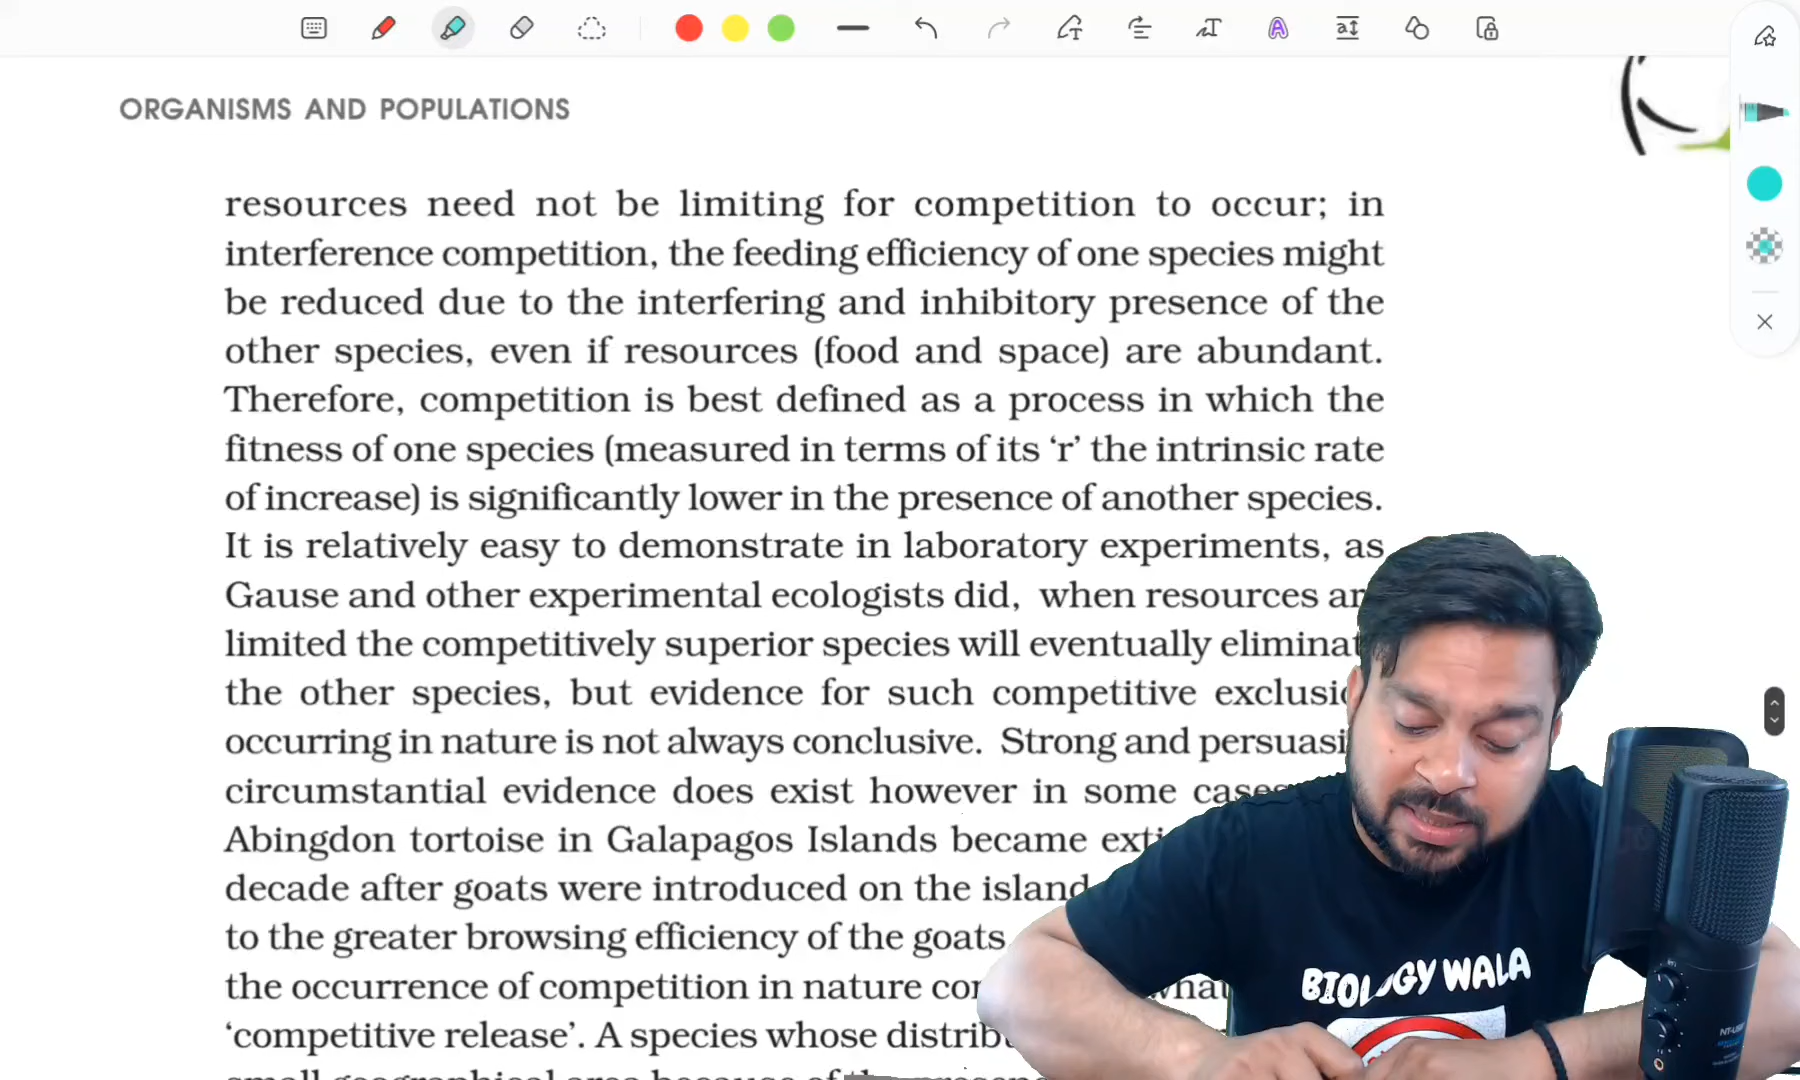 ORGANISMS AND POPULATIONS
resources need not be limiting for competition to occur; in
interference competition, the feeding efficiency of one species might
be reduced due to the interfering and inhibitory presence of the
other species, even if resources (food and space) are abundant.
Therefore, competition is best defined as a process in which the
fitness of one species (measured in terms of its ‘r’ the intrinsic rate
of increase) is significantly lower in the presence of another species.
It is relatively easy to demonstrate in laboratory experiments, as
Gause and other experimental ecologists did, when resources
limited the competitively superior species will eventually
the other species, but evidence for such competitive
occurring in nature is not always conclusive. Strong and
circumstantial evidence does exist however in some
Abingdon tortoise in Galapagos Islands became
decade after goats were introduced on the island
to the greater browsing efficiency of the goats
the occurrence of competition in nature
‘competitive release’. A species whose
small geographical area because of the
BIOLOGY WALA